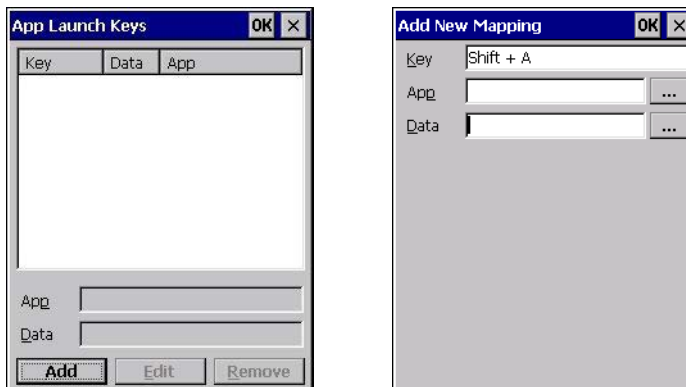 App Launch Keys OK ×
Key Data App
App
Data
Add Edit Remove
Add New Mapping OK ×
Key Shift + A
App ...
Data ...